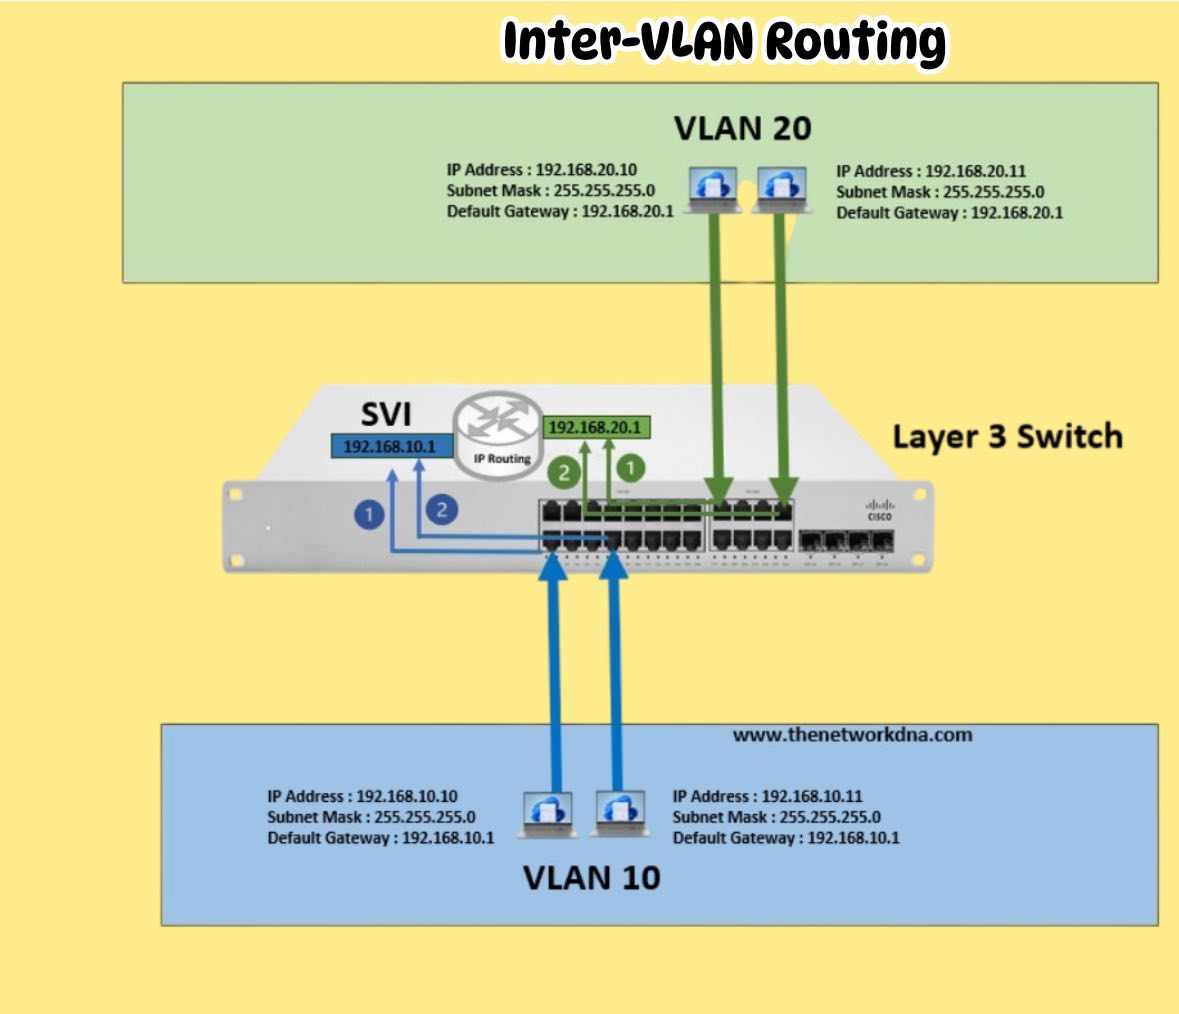 Inter-VLAN Routing
VLAN 20
IP Address : 192.168.20.10
Subnet Mask : 255.255.255.0
Default Gateway : 192.168.20.1
IP Address : 192.168.20.11
Subnet Mask : 255.255.255.0
Default Gateway : 192.168.20.1
SVI
192.168.10.1
IP Routing
192.168.20.1
Layer 3 Switch
2
1
1
2
CISCO
www.thenetworkdna.com
IP Address : 192.168.10.10
Subnet Mask : 255.255.255.0
Default Gateway : 192.168.10.1
IP Address : 192.168.10.11
Subnet Mask : 255.255.255.0
Default Gateway : 192.168.10.1
VLAN 10